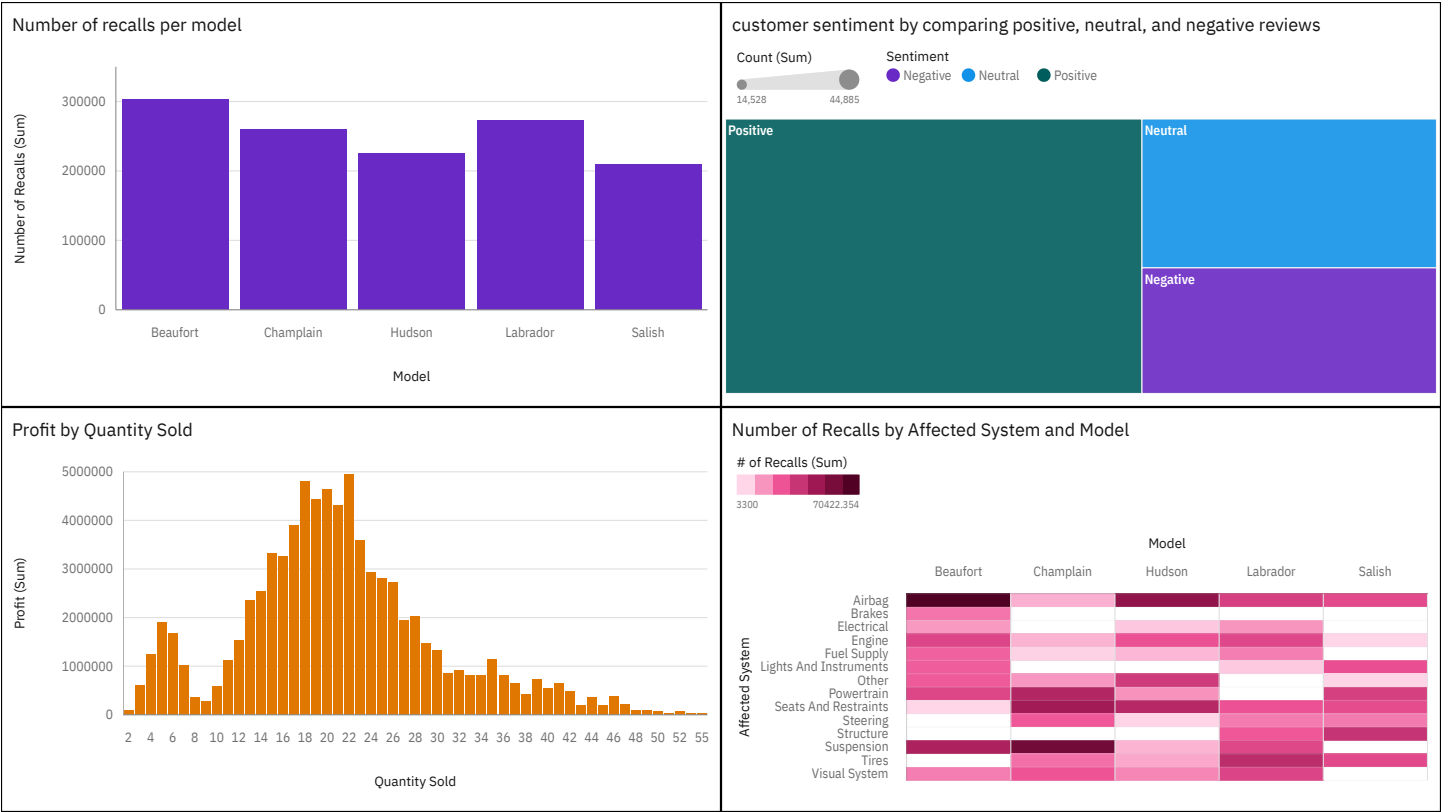 Number of recalls per model
Number of Recalls (Sum)
300000
200000
100000
0
Beaufort Champlain Hudson Labrador Salish
Model
customer sentiment by comparing positive, neutral, and negative reviews
Count (Sum)
14,528 44,885
Sentiment
Negative Neutral Positive
Positive
Neutral
Negative
Profit by Quantity Sold
Profit (Sum)
5000000
4000000
3000000
2000000
1000000
0
2 4 6 8 10 12 14 16 18 20 22 24 26 28 30 32 34 36 38 40 42 44 46 48 50 52 55
Quantity Sold
Number of Recalls by Affected System and Model
# of Recalls (Sum)
3300 70422.354
Model
Beaufort Champlain Hudson Labrador Salish
Affected System
Airbag
Brakes
Electrical
Engine
Fuel Supply
Lights And Instruments
Other
Powertrain
Seats And Restraints
Steering
Structure
Suspension
Tires
Visual System